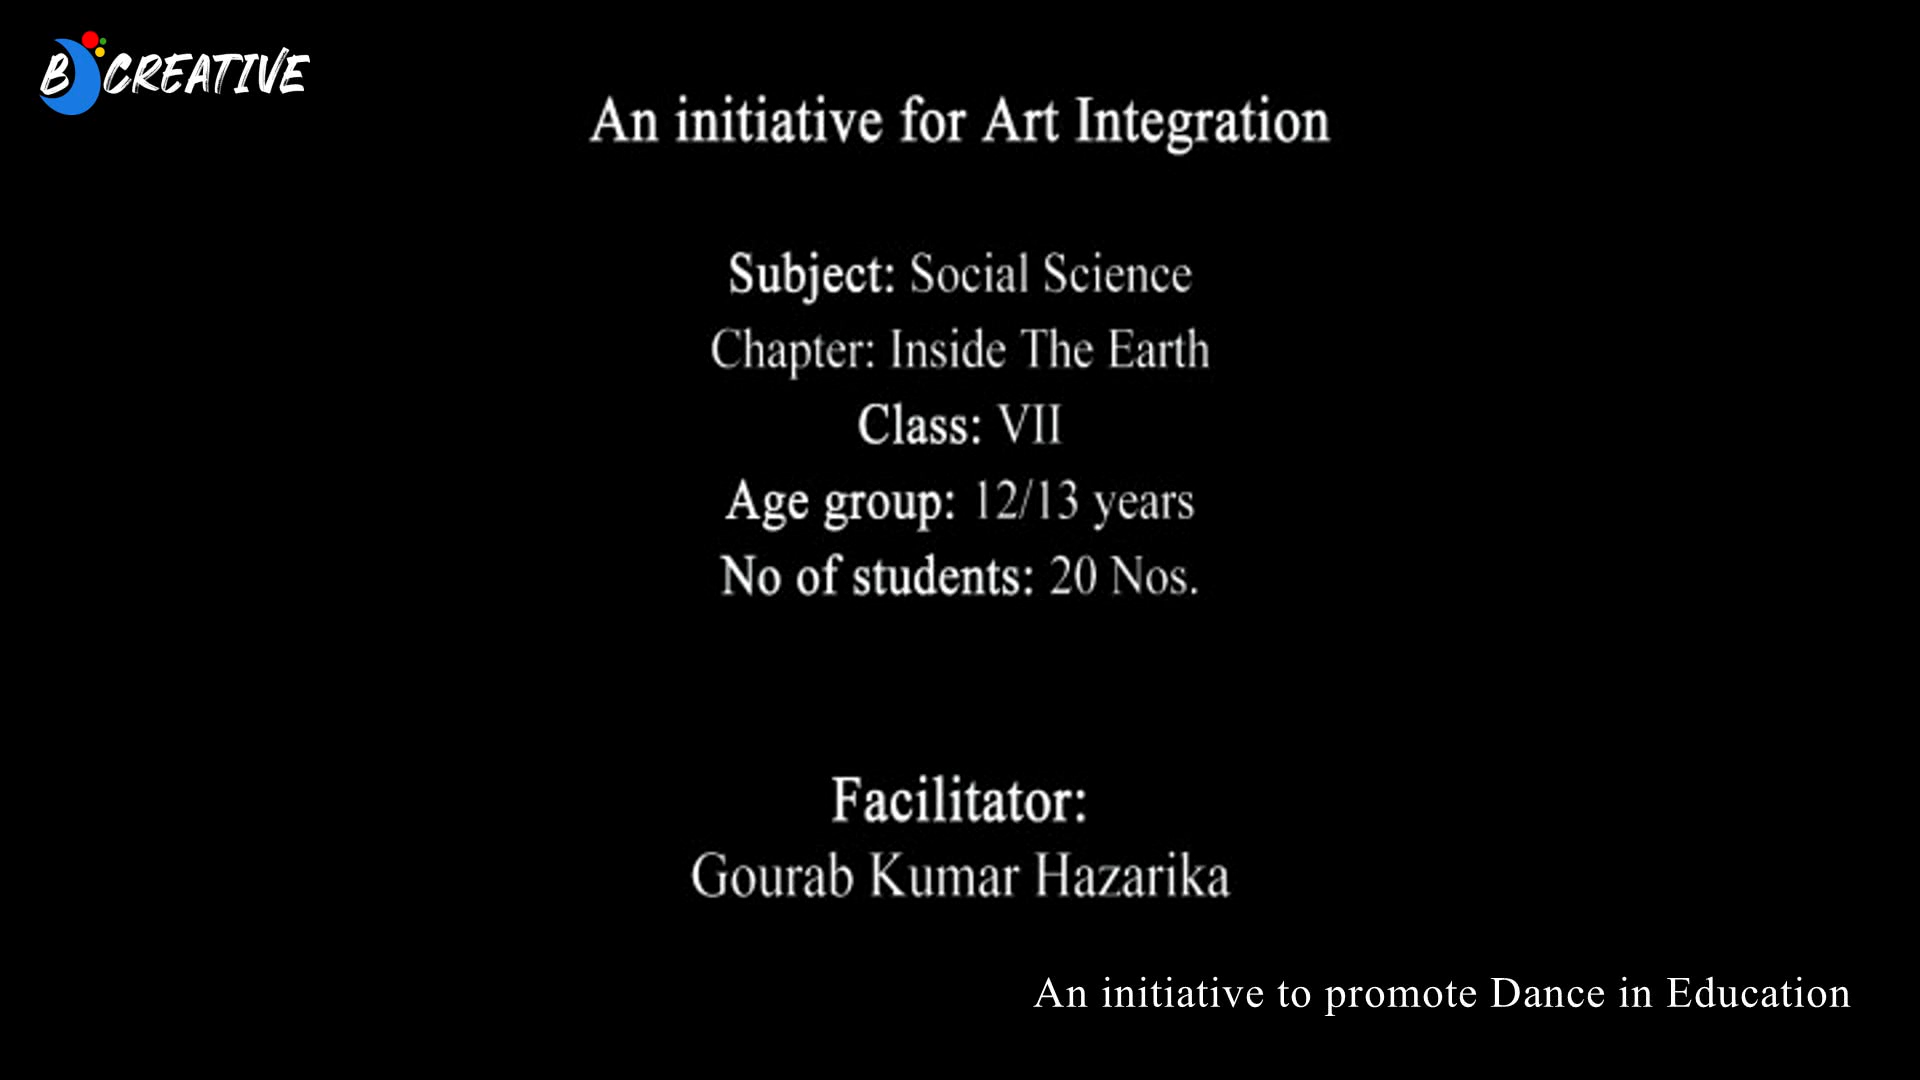 B CREATIVE
An initiative for Art Integration
Subject: Social Science
Chapter: Inside The Earth
Class: VII
Age group: 12/13 years
No of students: 20 Nos.
Facilitator:
Gourab Kumar Hazarika
An initiative to promote Dance in Education